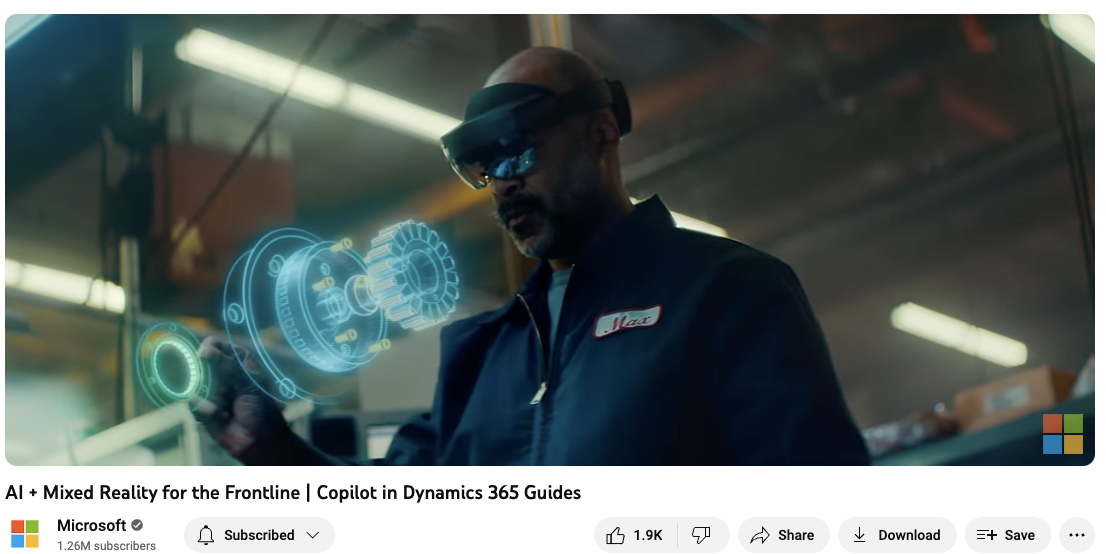 Max
AI + Mixed Reality for the Frontline | Copilot in Dynamics 365 Guides
Microsoft
1.26M subscribers
Subscribed
1.9K
Share
Download
Save